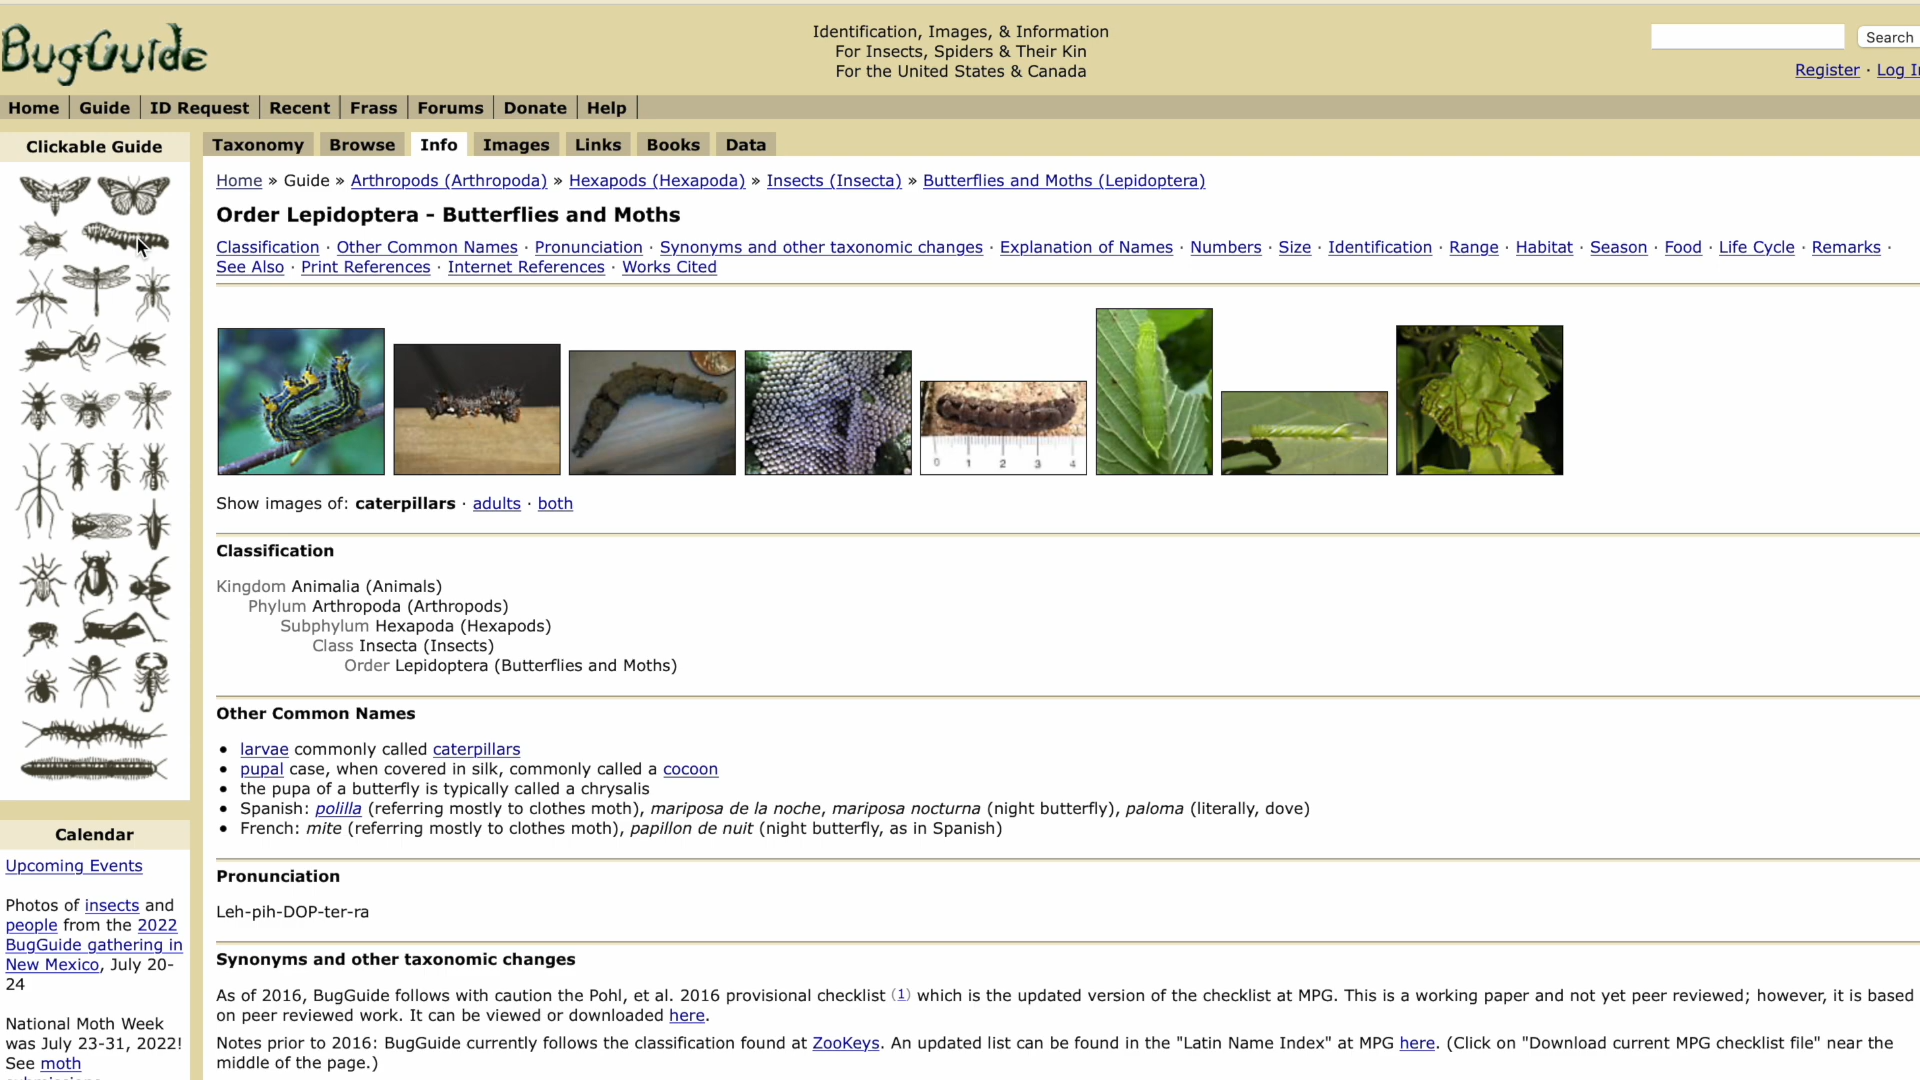 BugGuide
Identification, Images, & Information
For Insects, Spiders & Their Kin
For the United States & Canada
Search
Register · Log
Home Guide ID Request Recent Frass Forums Donate Help
Clickable Guide
Taxonomy Browse Info Images Links Books Data
Home » Guide » Arthropods (Arthropoda) » Hexapods (Hexapoda) » Insects (Insecta) » Butterflies and Moths (Lepidoptera)
Order Lepidoptera - Butterflies and Moths
Classification · Other Common Names · Pronunciation · Synonyms and other taxonomic changes · Explanation of Names · Numbers · Size · Identification · Range · Habitat · Season · Food · Life Cycle · Remarks ·
See Also · Print References · Internet References · Works Cited
0 1 2 3 4
Show images of: caterpillars · adults · both
Classification
Kingdom Animalia (Animals)
Phylum Arthropoda (Arthropods)
Subphylum Hexapoda (Hexapods)
Class Insecta (Insects)
Order Lepidoptera (Butterflies and Moths)
Other Common Names
• larvae commonly called caterpillars
• pupal case, when covered in silk, commonly called a cocoon
• the pupa of a butterfly is typically called a chrysalis
• Spanish: polilla (referring mostly to clothes moth), mariposa de la noche, mariposa nocturna (night butterfly), paloma (literally, dove)
• French: mite (referring mostly to clothes moth), papillon de nuit (night butterfly, as in Spanish)
Pronunciation
Leh-pih-DOP-ter-ra
Synonyms and other taxonomic changes
As of 2016, BugGuide follows with caution the Pohl, et al. 2016 provisional checklist (1) which is the updated version of the checklist at MPG. This is a working paper and not yet peer reviewed; however, it is based
on peer reviewed work. It can be viewed or downloaded here.
Notes prior to 2016: BugGuide currently follows the classification found at ZooKeys. An updated list can be found in the "Latin Name Index" at MPG here. (Click on "Download current MPG checklist file" near the
middle of the page.)
Calendar
Upcoming Events
Photos of insects and
people from the 2022
BugGuide gathering in
New Mexico, July 20-
24
National Moth Week
was July 23-31, 2022!
See moth